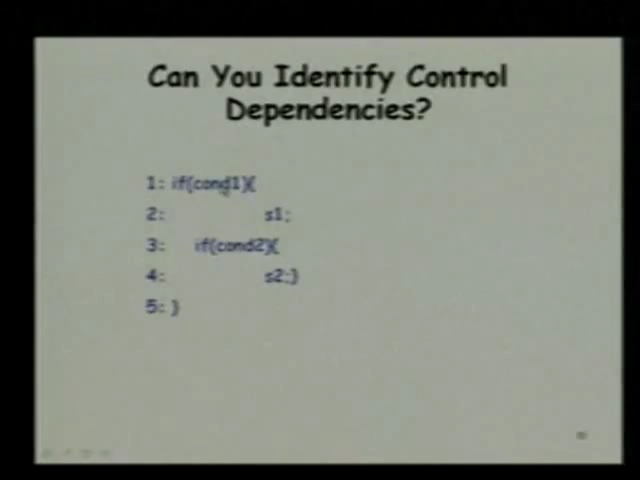 Can You Identify Control
Dependencies?
1: if(cond1){
2: s1;
3: if(cond2){
4: s2;}
5: }